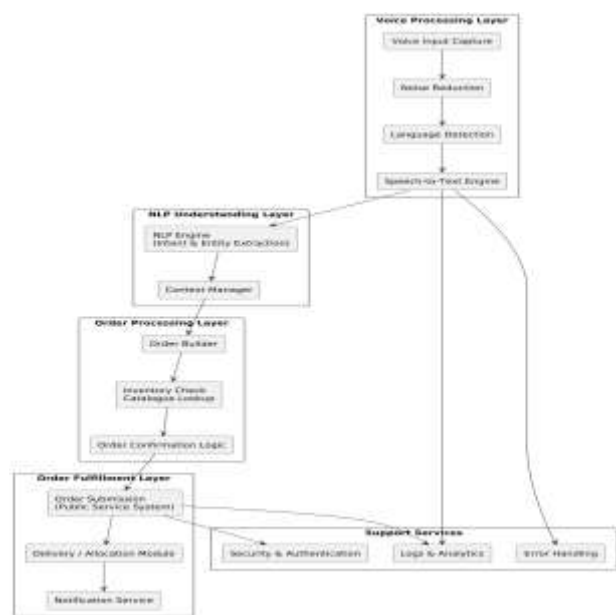 Voice Processing Layer
Voice Input Capture
Noise Reduction
Language Detection
Speech-to-Text Engine
NLP Understanding Layer
NLP Engine
(Intent & Entity Extraction)
Context Manager
Order Processing Layer
Order Builder
Inventory Check
Catalogue Lookup
Order Confirmation Logic
Order Fulfillment Layer
Order Submission
(Public Service System)
Support Services
Delivery / Allocation Module
Security & Authentication
Logs & Analytics
Error Handling
Notification Service